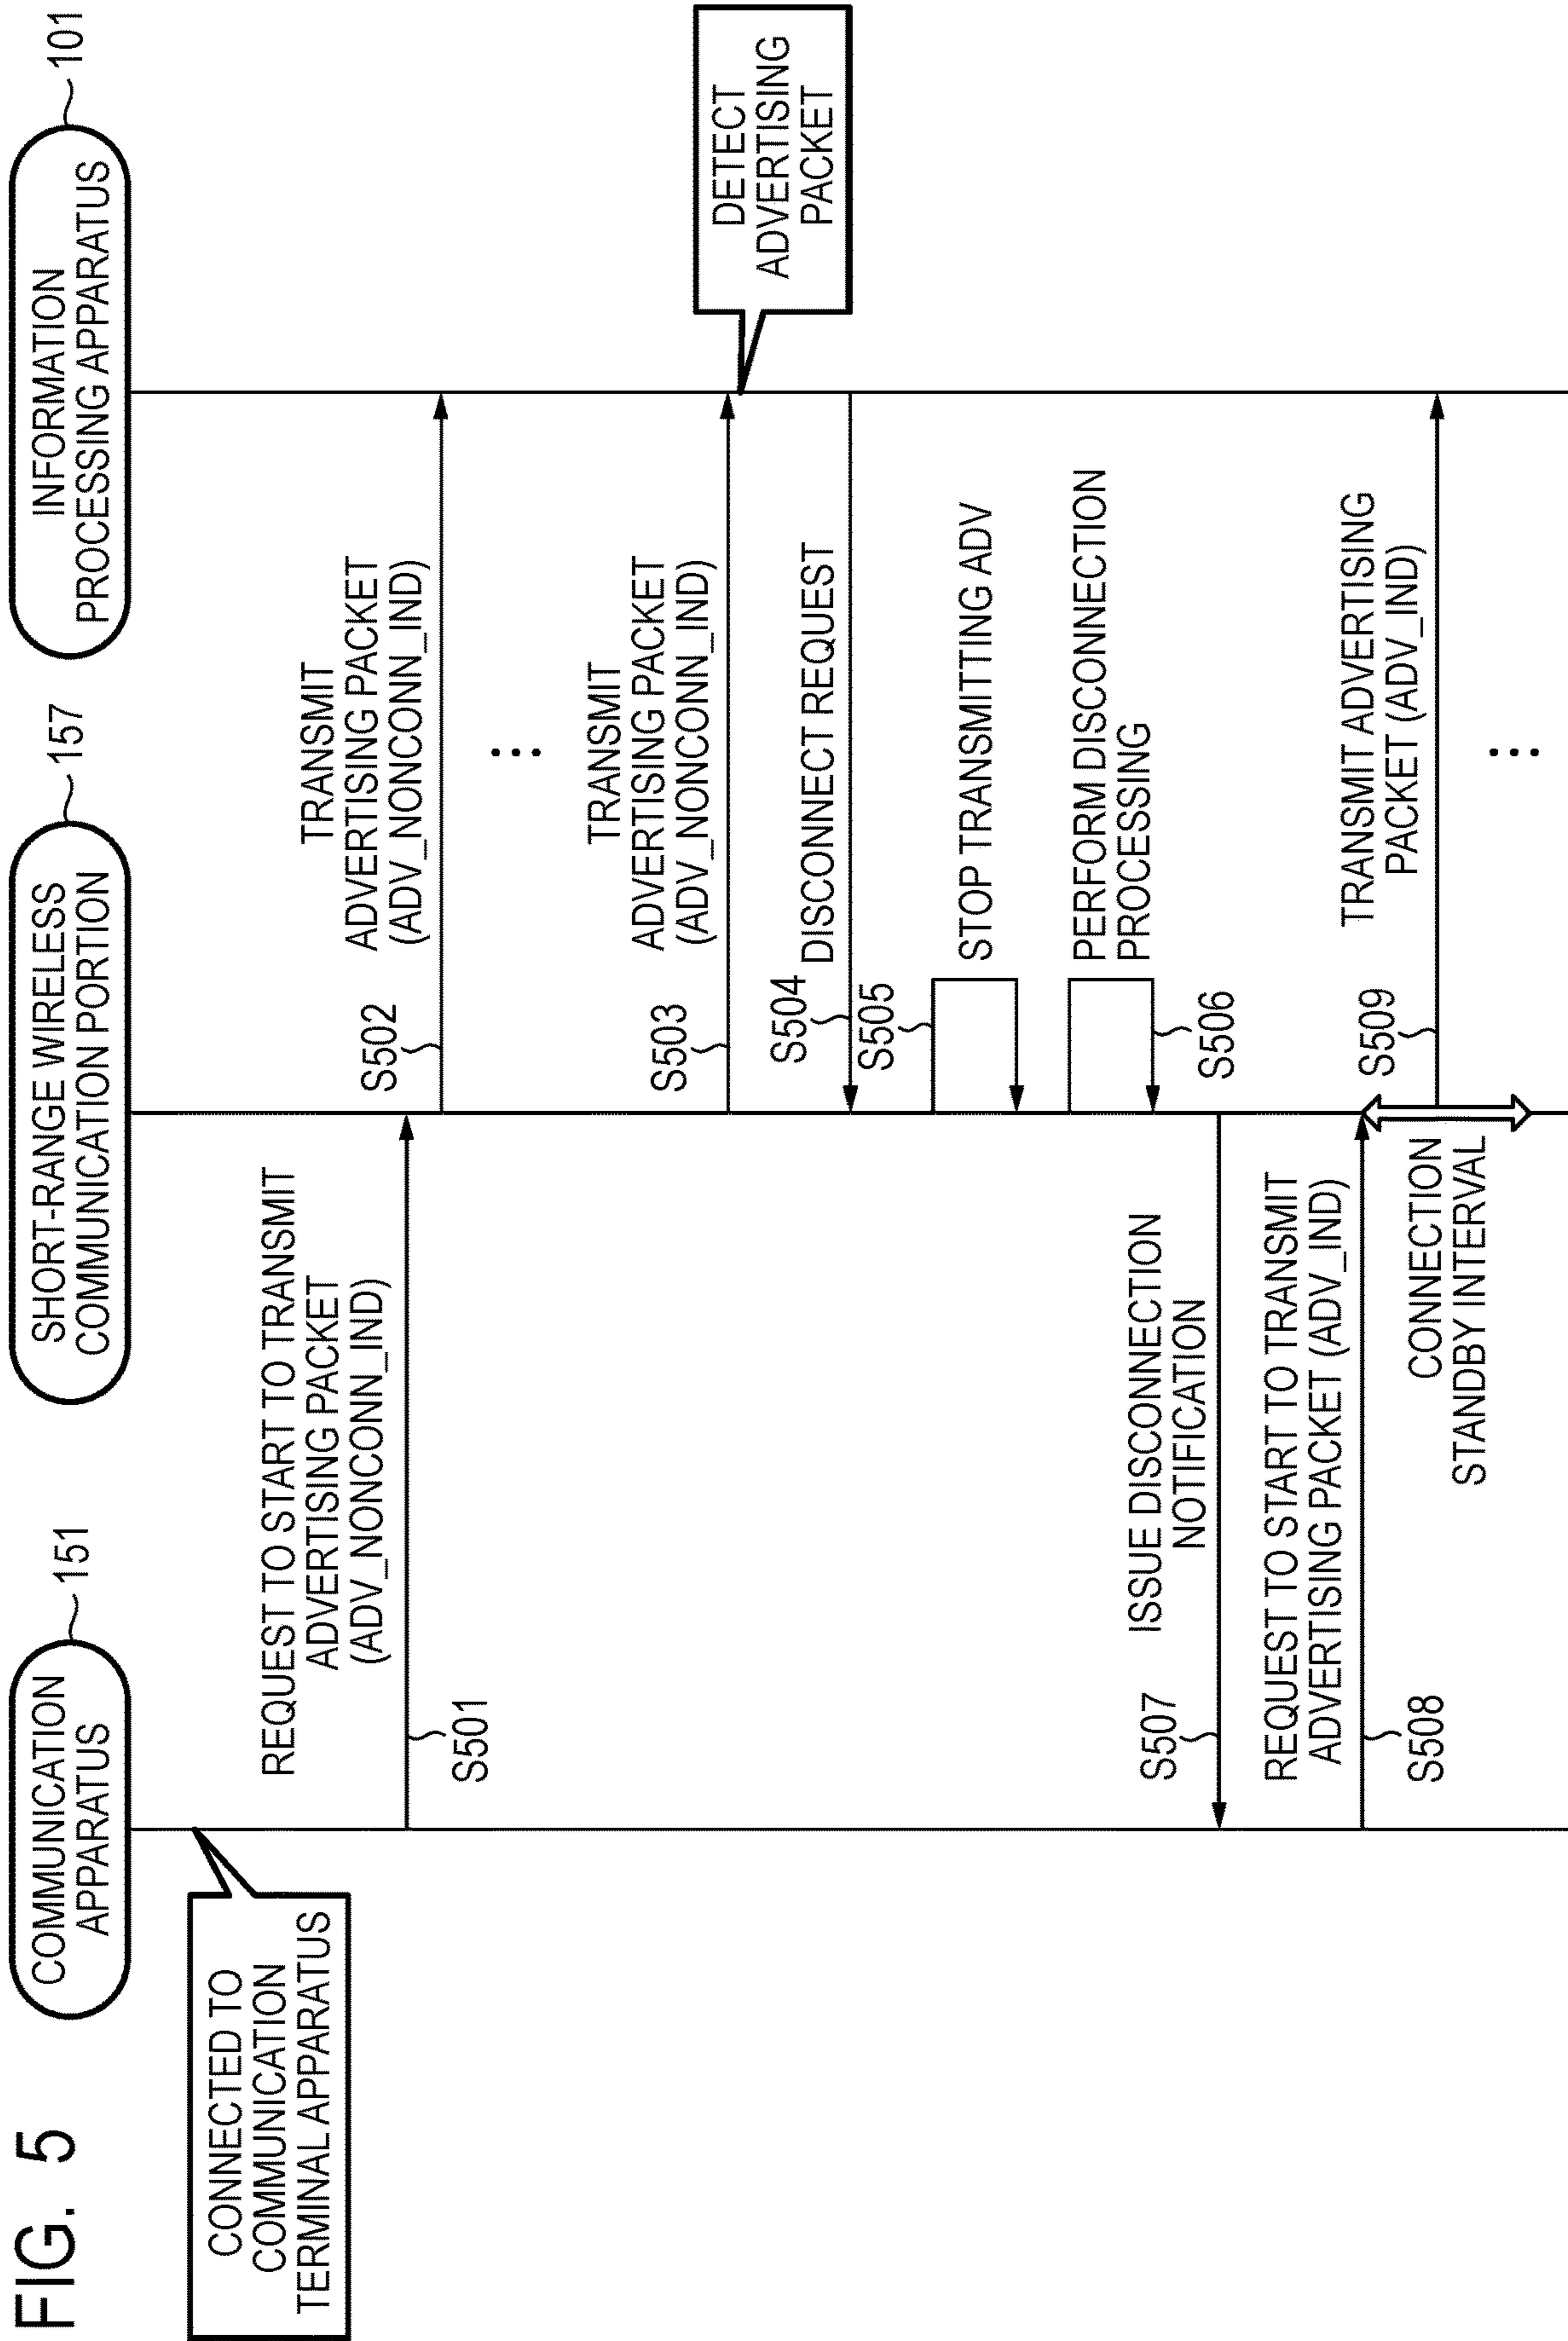 FIG. 5
COMMUNICATION
APPARATUS
151
SHORT-RANGE WIRELESS
COMMUNICATION PORTION
157
INFORMATION
PROCESSING APPARATUS
101
CONNECTED TO
COMMUNICATION
TERMINAL APPARATUS
REQUEST TO START TO TRANSMIT
ADVERTISING PACKET
(ADV_NONCONN_IND)
S501
TRANSMIT
ADVERTISING PACKET
(ADV_NONCONN_IND)
S502
TRANSMIT
ADVERTISING PACKET
(ADV_NONCONN_IND)
S503
DETECT
ADVERTISING
PACKET
DISCONNECT REQUEST
S504
S505
STOP TRANSMITTING ADV
PERFORM DISCONNECTION
PROCESSING
S506
ISSUE DISCONNECTION
NOTIFICATION
S507
REQUEST TO START TO TRANSMIT
ADVERTISING PACKET (ADV_IND)
S508
TRANSMIT ADVERTISING
PACKET (ADV_IND)
S509
CONNECTION
STANDBY INTERVAL